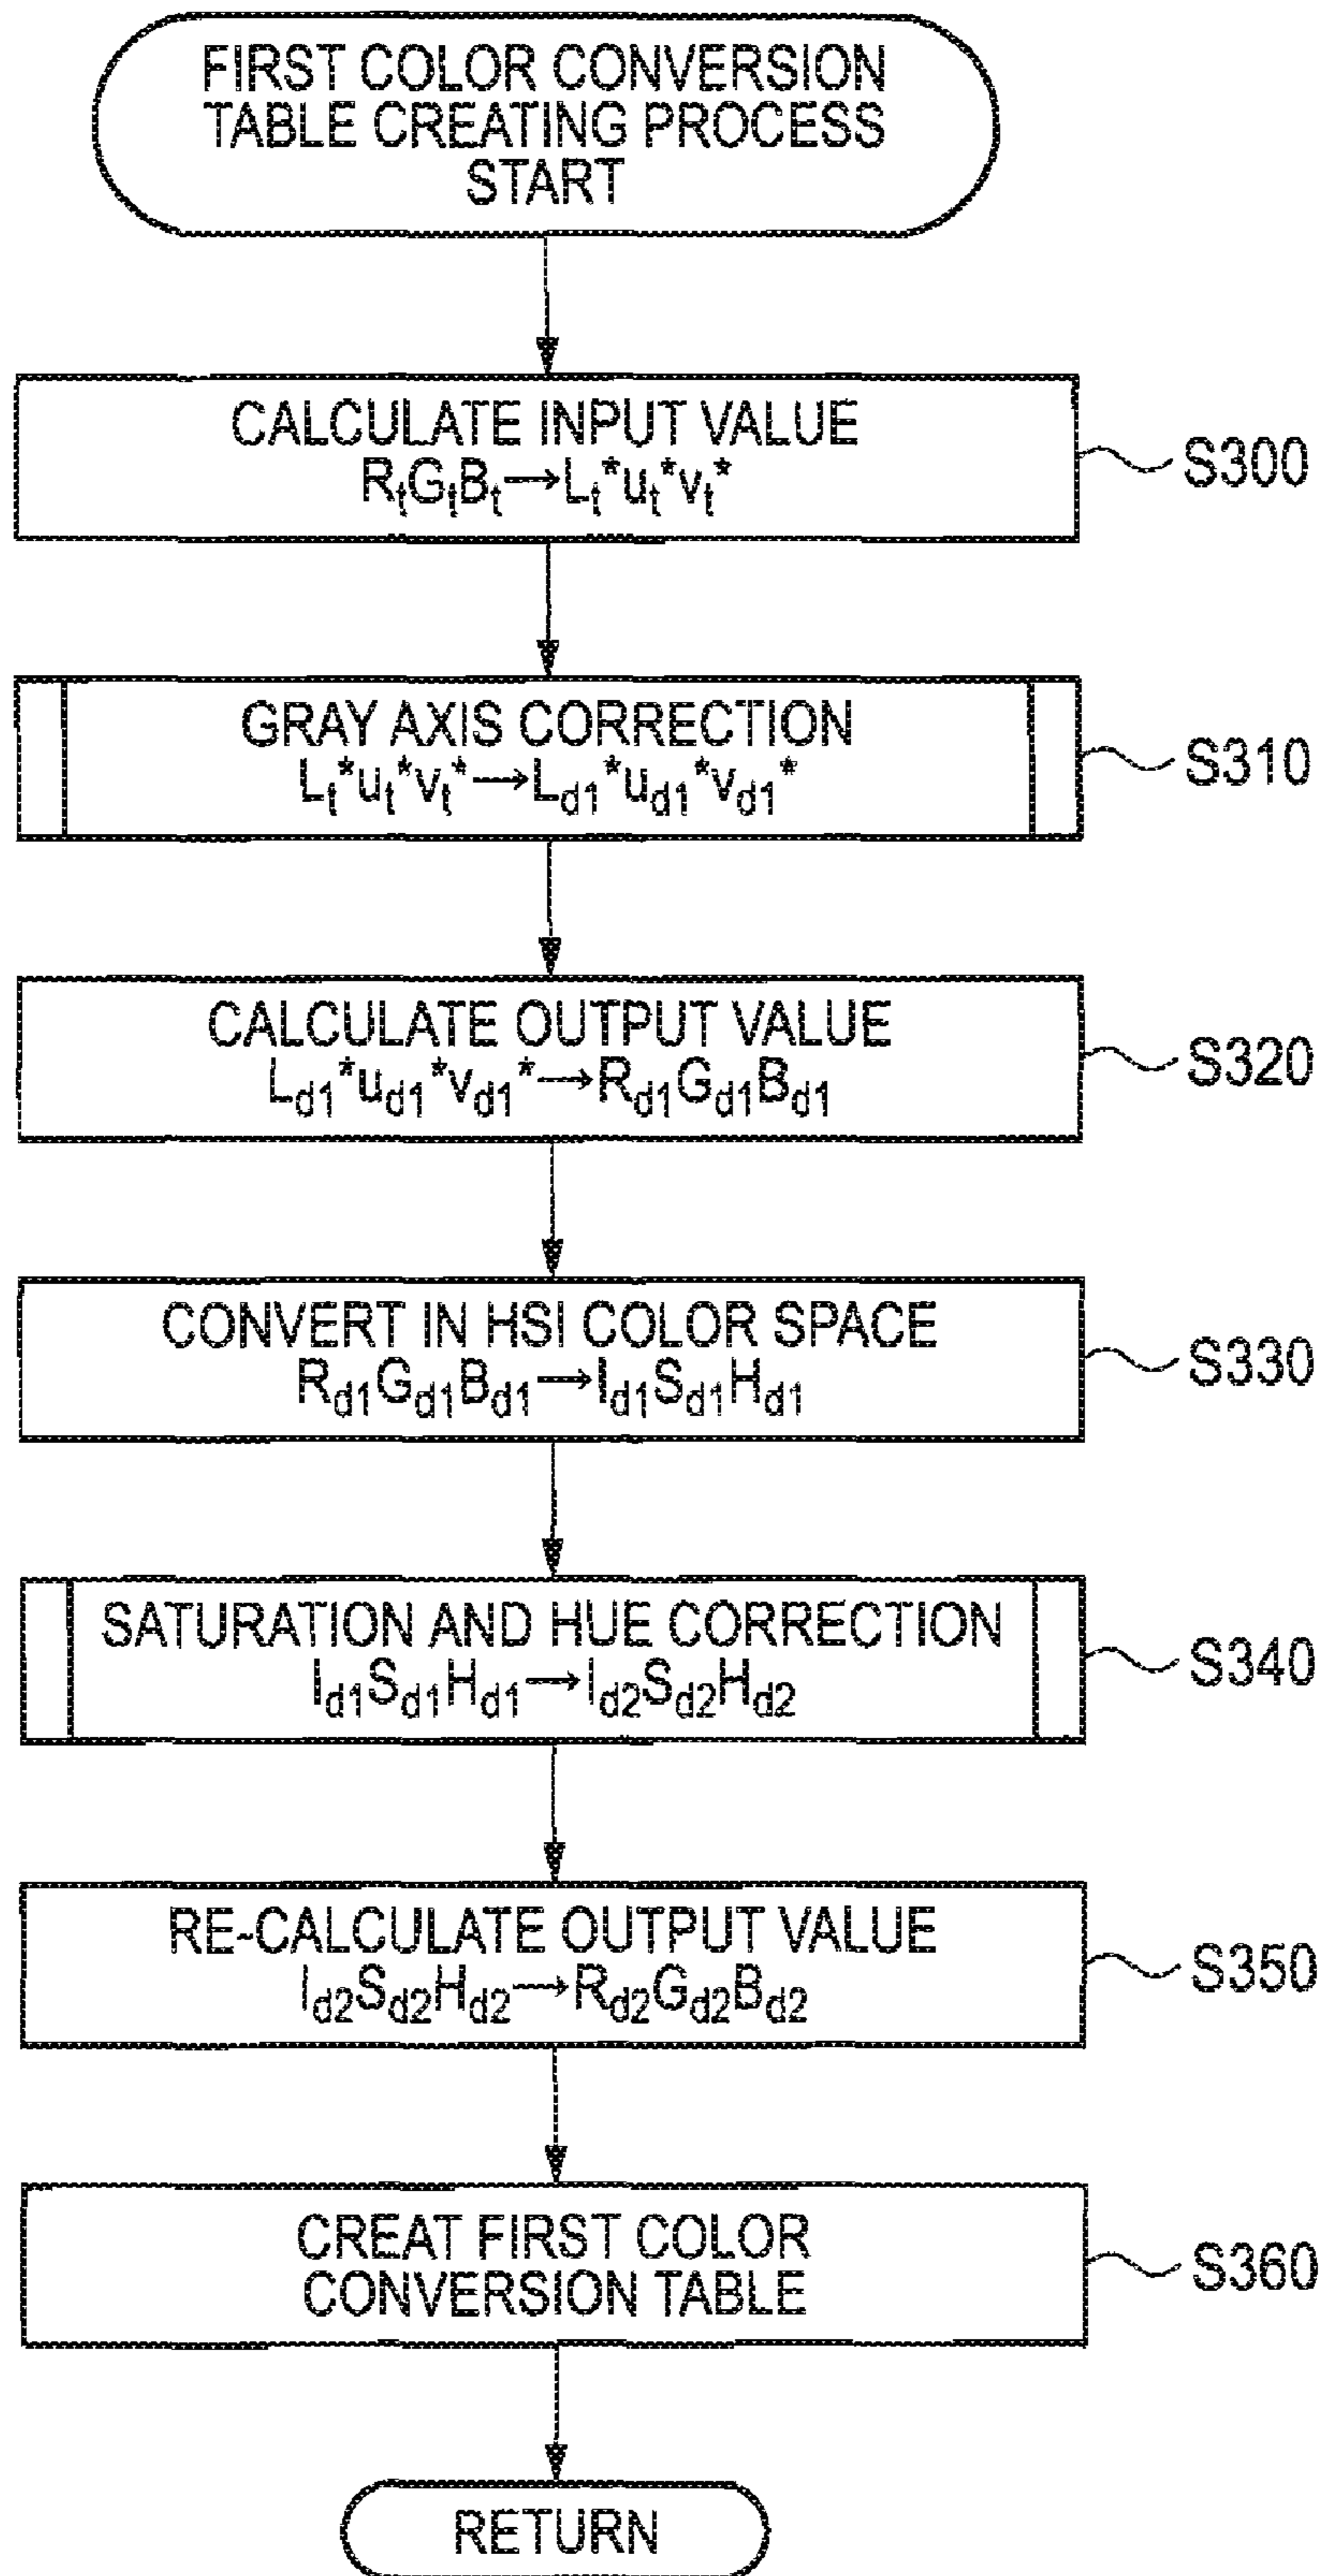 FIRST COLOR CONVERSION
TABLE CREATING PROCESS
START
CALCULATE INPUT VALUE
RtGtBt→Lt*ut*vt*
S300
GRAY AXIS CORRECTION
Lt*ut*vt*→Ld1*ud1*vd1*
S310
CALCULATE OUTPUT VALUE
Ld1*ud1*vd1*→Rd1Gd1Bd1
S320
CONVERT IN HSI COLOR SPACE
Rd1Gd1Bd1→Id1Sd1Hd1
S330
SATURATION AND HUE CORRECTION
Id1Sd1Hd1→Id2Sd2Hd2
S340
RE-CALCULATE OUTPUT VALUE
Id2Sd2Hd2→Rd2Gd2Bd2
S350
CREAT FIRST COLOR
CONVERSION TABLE
S360
RETURN